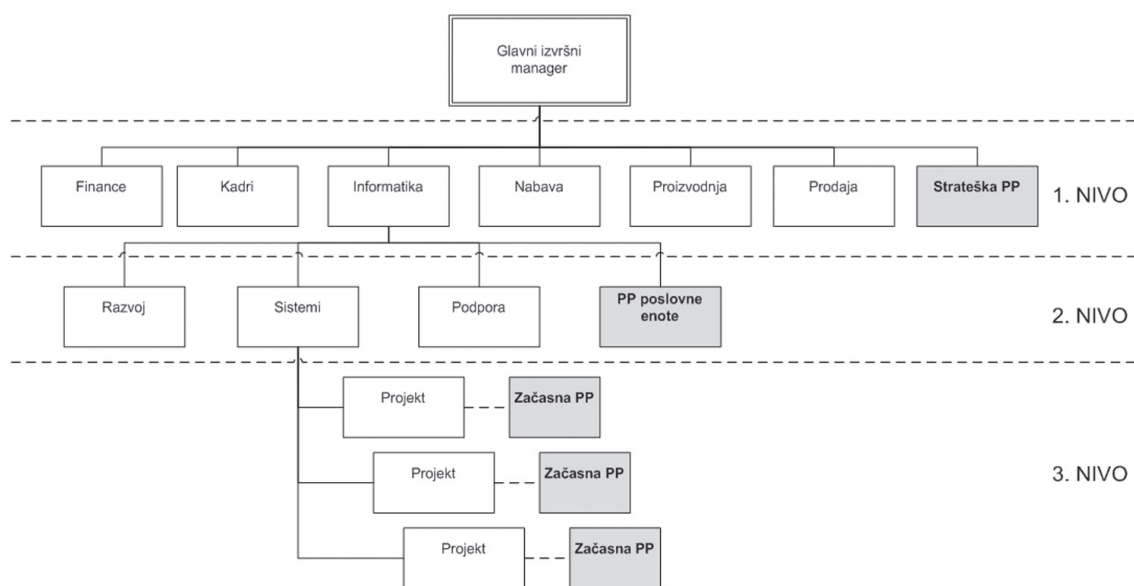 Glavni izvršni
manager
Finance
Kadri
Informatika
Nabava
Proizvodnja
Prodaja
Strateška PP
1. NIVO
Razvoj
Sistemi
Podpora
PP poslovne
enote
2. NIVO
Projekt
Začasna PP
Projekt
Začasna PP
3. NIVO
Projekt
Začasna PP